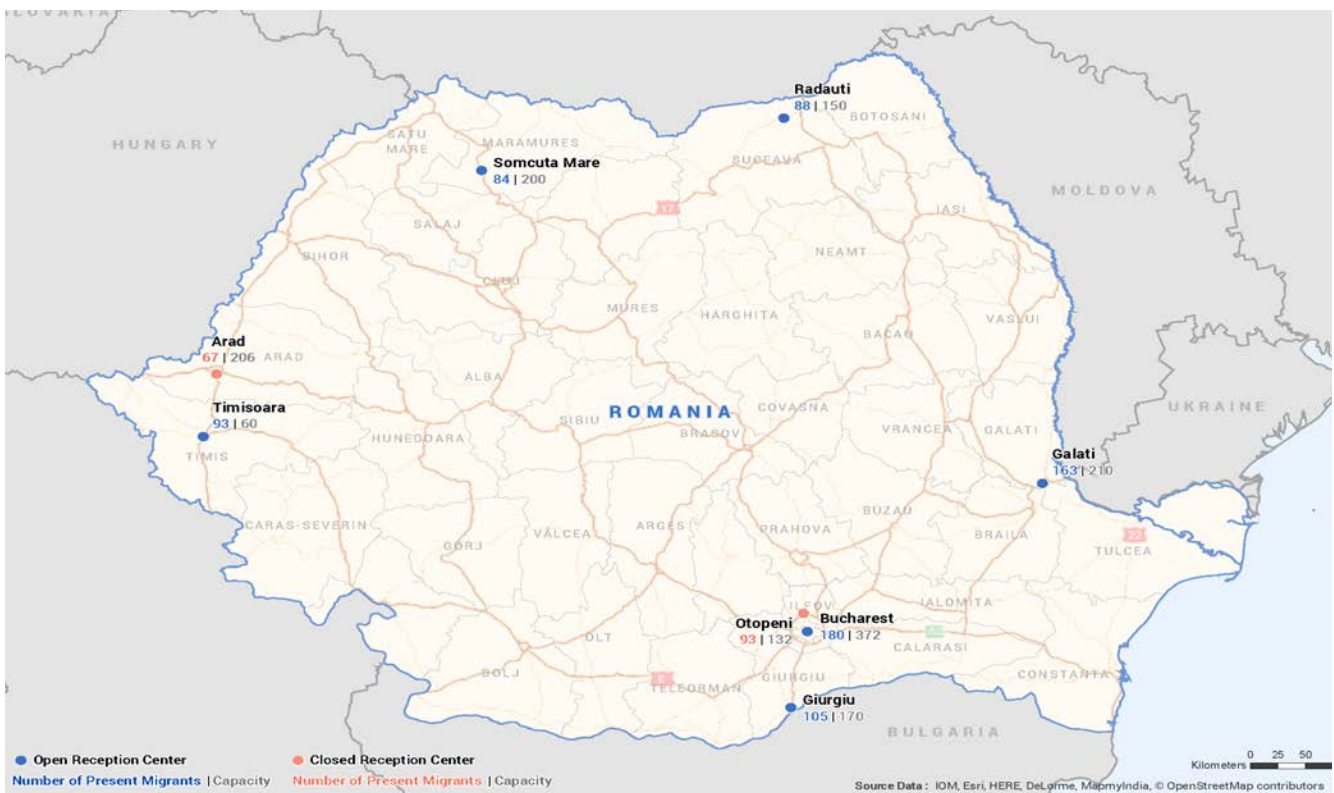 SLOVAKIA
HUNGARY
Radauti
88 | 150
BOTOSANI
SATU
MARE
MARAMURES
Somcuta Mare
84 | 200
SUCEAVA
MOLDOVA
17
IASI
SALAJ
NEAMT
BIHOR
CLUJ
MURES
HARGHITA
VASLUI
BACAU
Arad
67 | 206
ARAD
ALBA
Timisoara
93 | 60
TIMIS
ROMANIA
COVASNA
SIBIU
BRASOV
HUNEDOARA
VRANCEA
GALATI
UKRAINE
Galati
163 | 210
CARAS-SEVERIN
GORJ
VÂLCEA
ARGES
PRAHOVA
BUZAU
BRAILA
22
TULCEA
ILFOV
IALOMITA
Otopeni
93 | 132
Bucharest
180 | 372
CALARASI
OLT
DOLJ
TELEORMAN
GIURGIU
CONSTANTA
Giurgiu
105 | 170
BULGARIA
Open Reception Center
Number of Present Migrants | Capacity
Closed Reception Center
Number of Present Migrants | Capacity
0 25 50
Kilometers
Source Data : IOM, Esri, HERE, DeLorme, MapmyIndia, © OpenStreetMap contributors